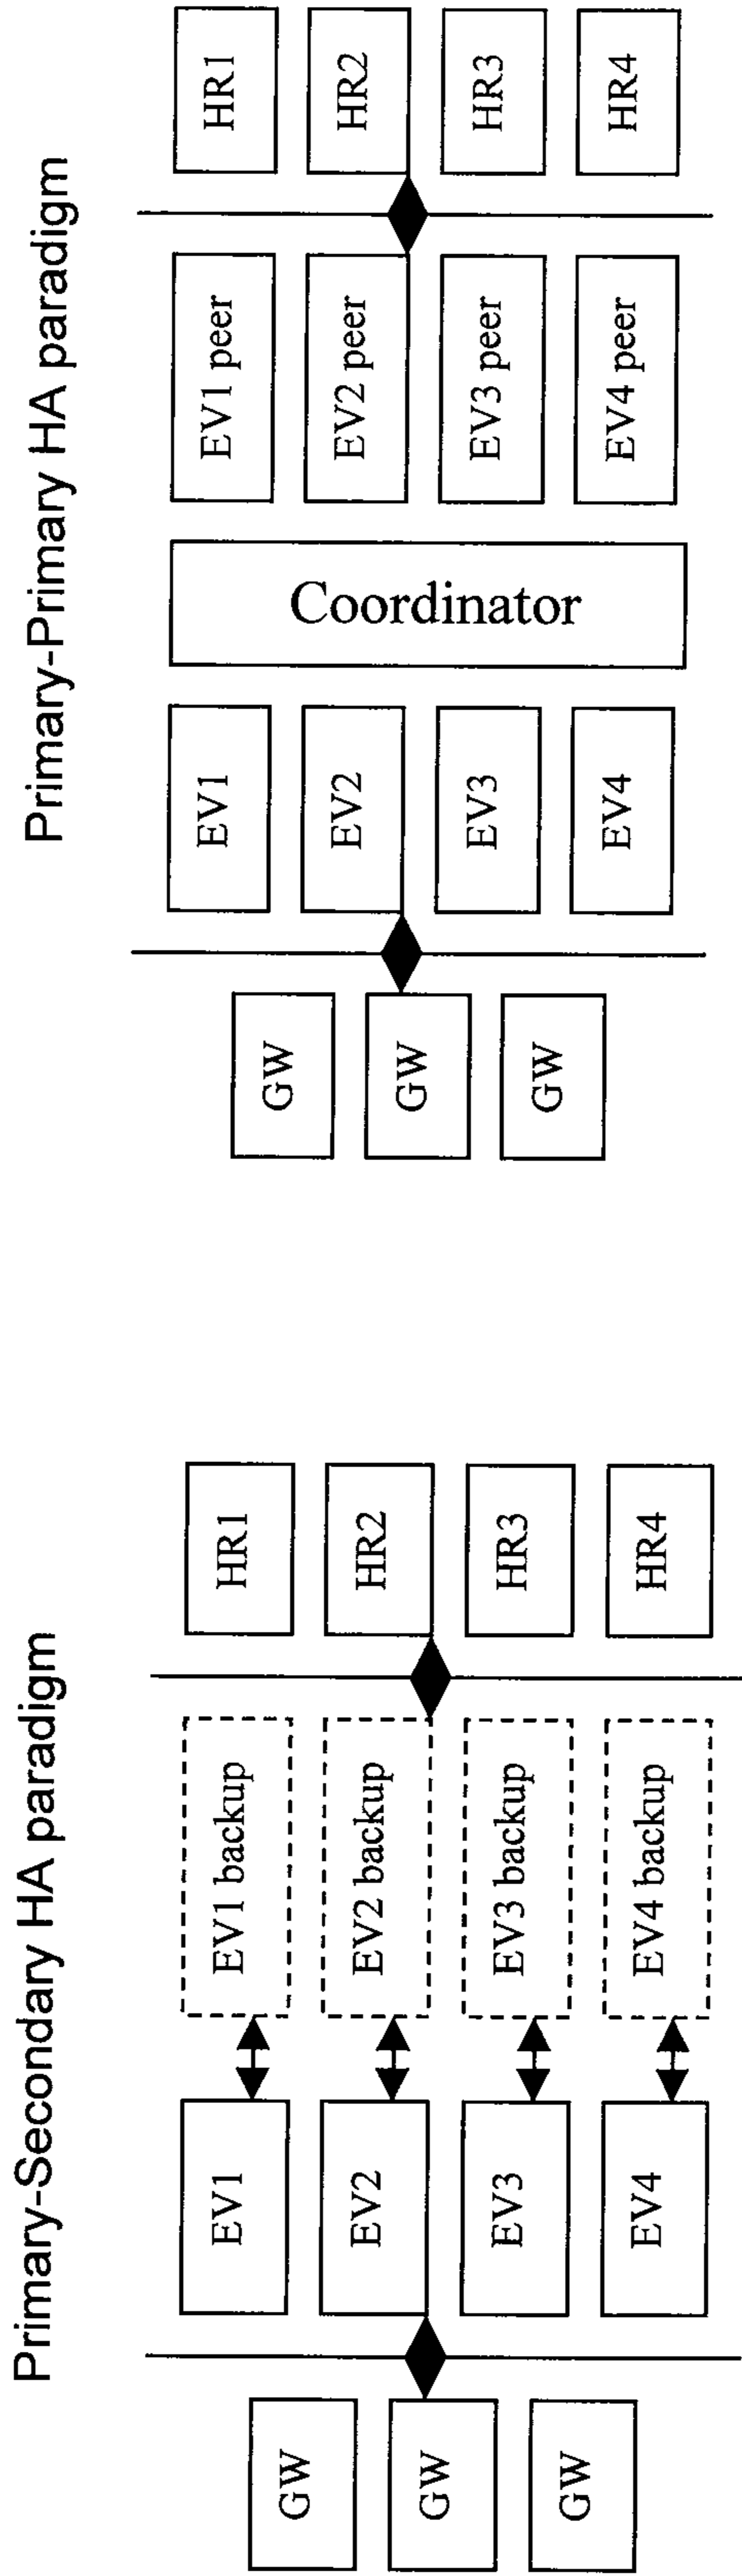 Primary-Secondary HA paradigm
GW
GW
GW
EV1
EV2
EV3
EV4
EV1 backup
EV2 backup
EV3 backup
EV4 backup
HR1
HR2
HR3
HR4
Primary-Primary HA paradigm
GW
GW
GW
EV1
EV2
EV3
EV4
Coordinator
EV1 peer
EV2 peer
EV3 peer
EV4 peer
HR1
HR2
HR3
HR4